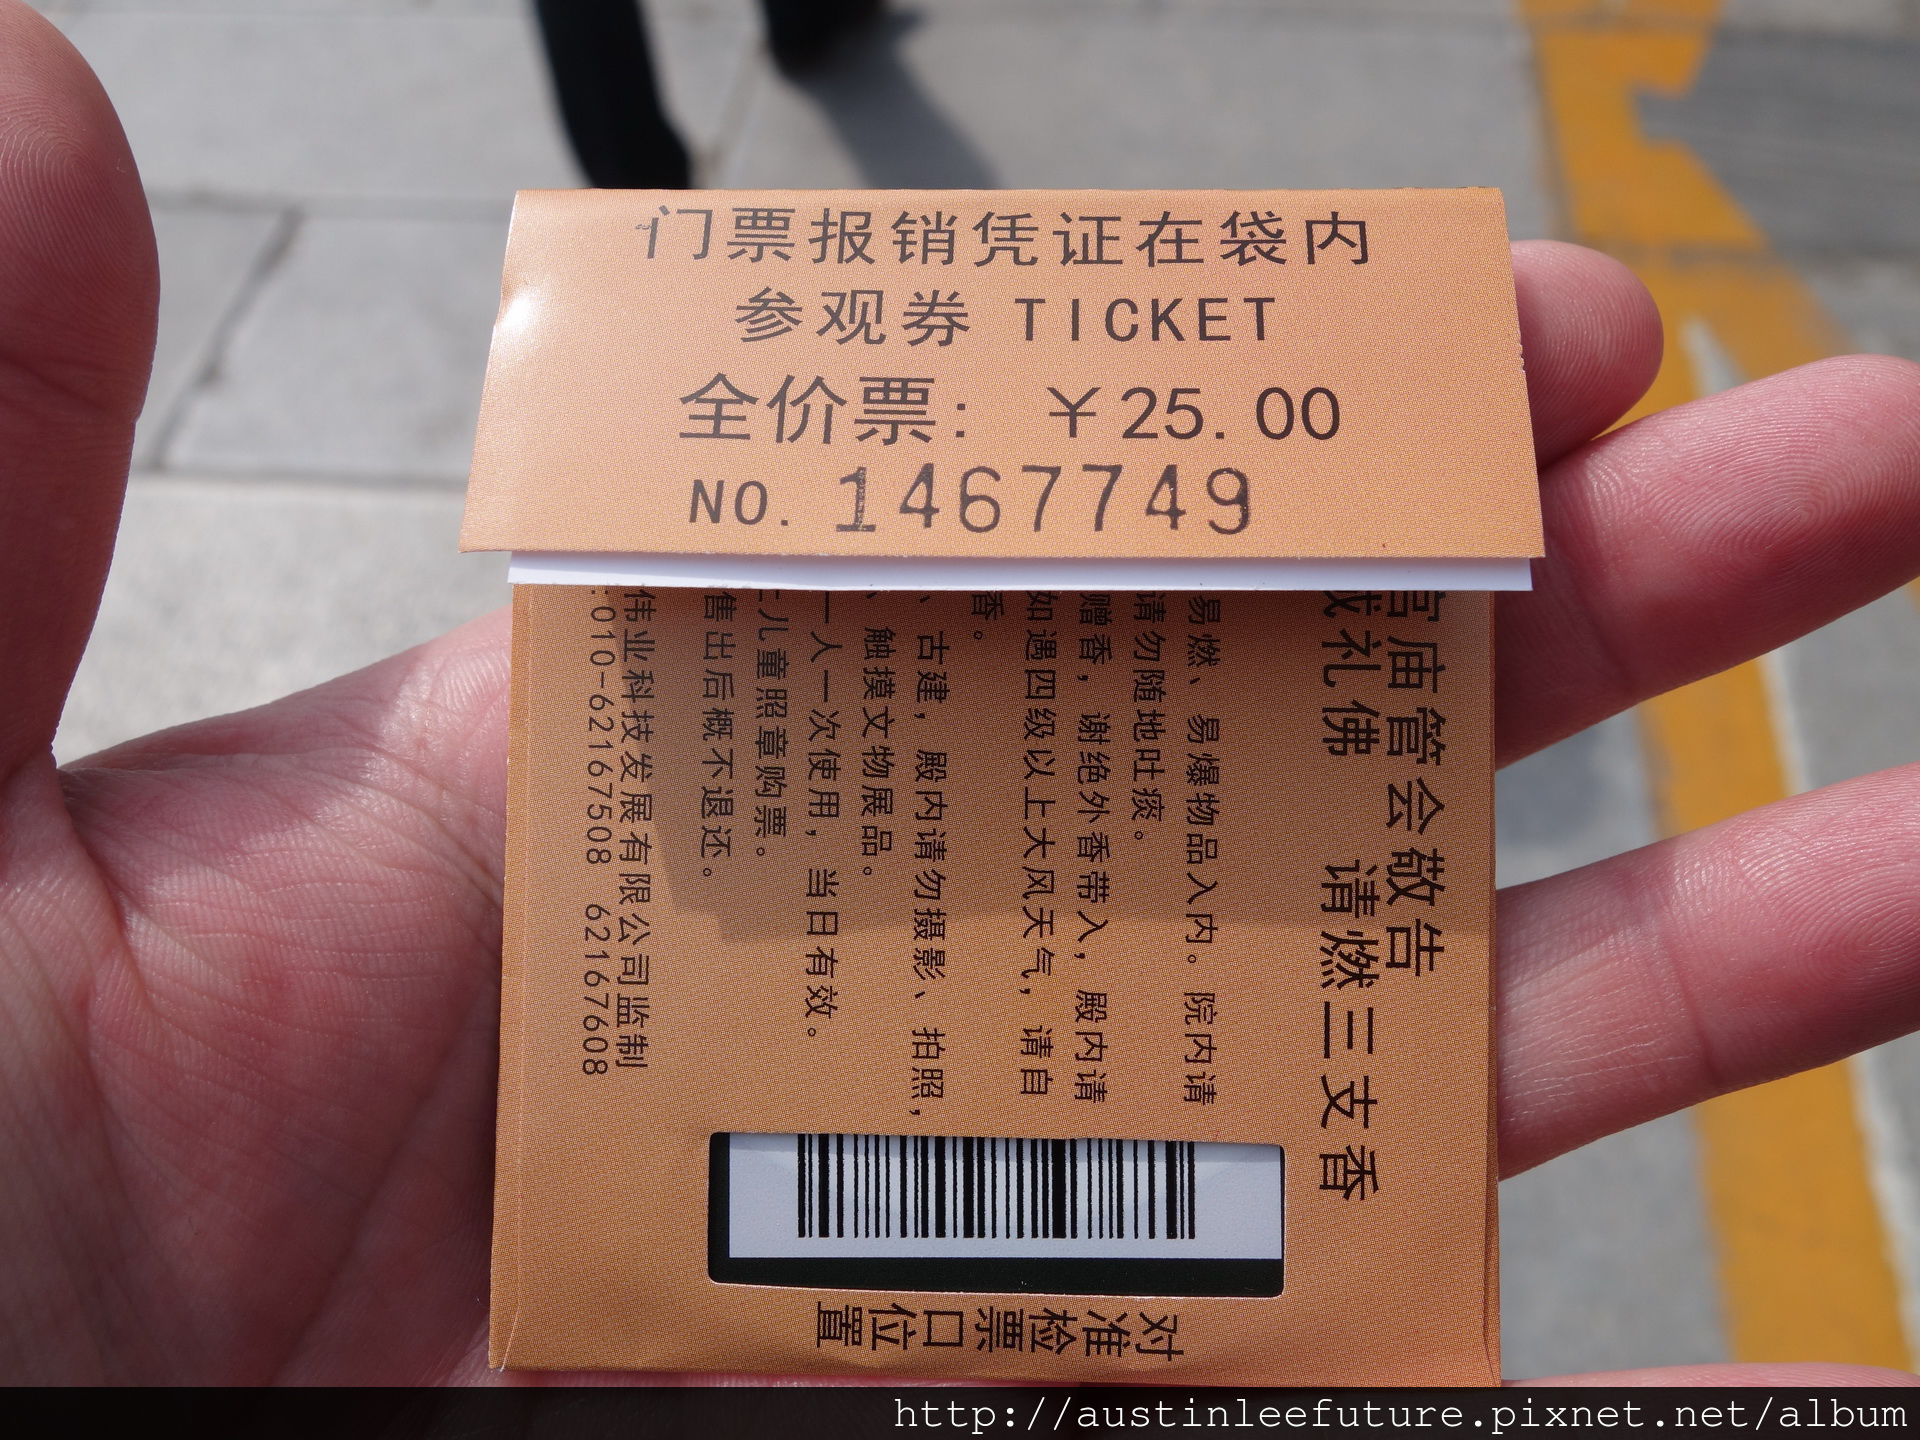 门票报销凭证在袋内
参观券 TICKET
全价票: ￥25.00
NO. 1467749
宫庙管会敬告
礼佛 请燃三支香
易燃、易爆物品入内。院内请
请勿随地吐痰。
赠香，谢绝外香带入，殿内请
如遇四级以上大风天气，请自
香。
、古建，殿内请勿摄影、拍照，
、触摸文物展品。
一人一次使用，当日有效。
儿童照章购票。
售出后概不退还。
伟业科技发展有限公司监制
:010-62167508 62167608
对准检票口位置
http://austinleefuture.pixnet.net/album